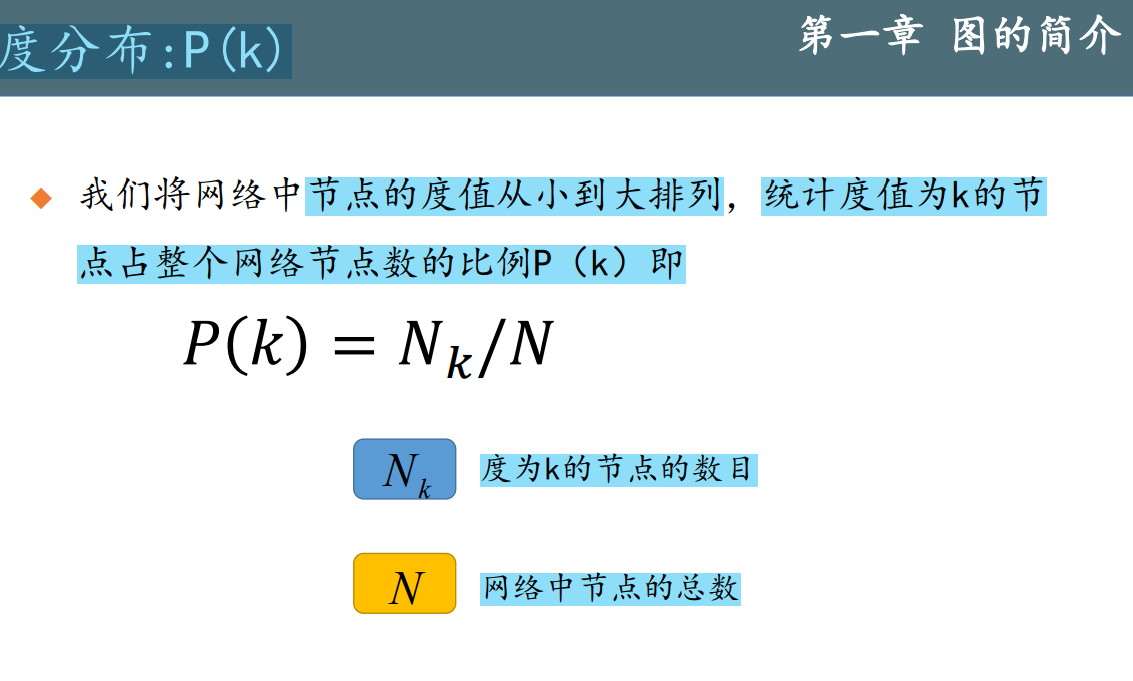 度分布:P(k)
第一章 图的简介
我们将网络中节点的度值从小到大排列，统计度值为k的节
点占整个网络节点数的比例P（k）即
P(k) = N_k/N
N_k 度为k的节点的数目
N 网络中节点的总数